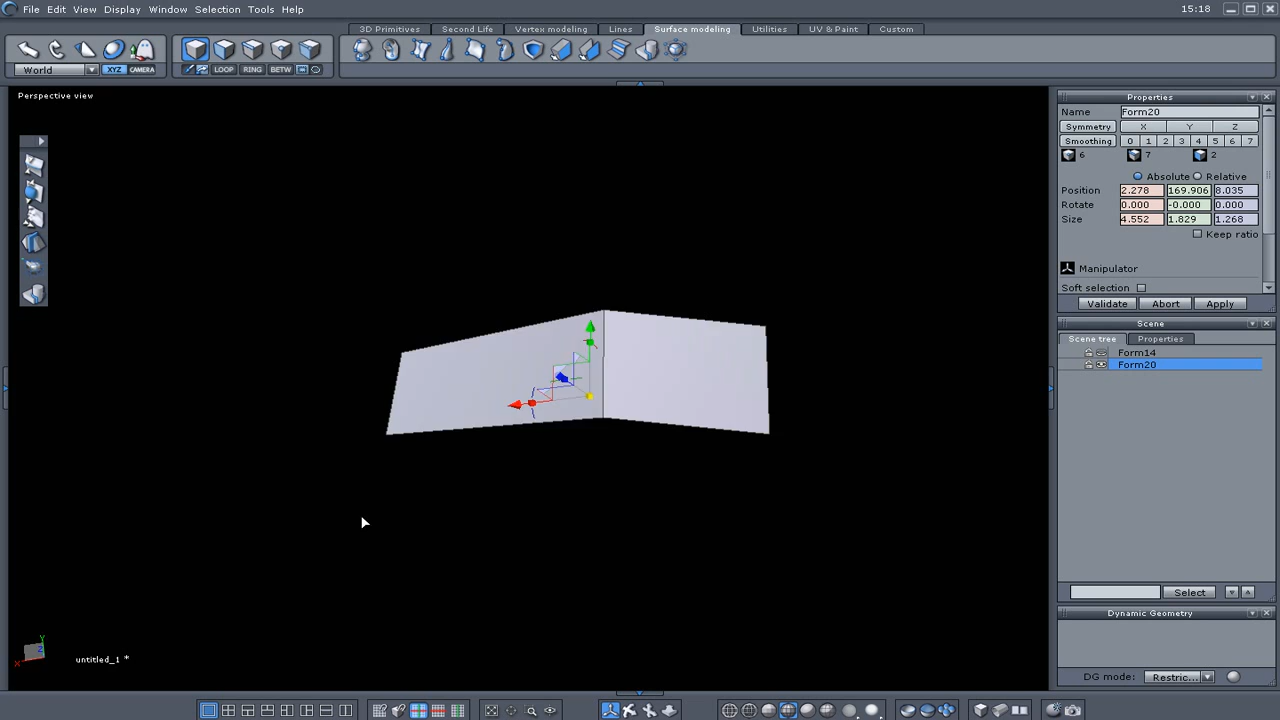 File Edit Display Window Selection Tools Help
15:18
3D Primitives Second Life Vertex modeling Lines Surface modeling Utilities UV & Paint Custom
World XYZ CAMERA LOOP RING BETW
Perspective view
Properties
Name Form20
Symmetry X Y Z
Smoothing 0 1 2 3 4 5 6 7
6 7 2
Absolute Relative
Position 2.278 169.906 8.035
Rotate 0.000 -0.000 0.000
Size 4.552 1.829 1.268
Keep ratio
Manipulator
Soft selection
Validate Abort Apply
Scene
Scene tree Properties
Form14
Form20
Select
Dynamic Geometry
DG mode: Restric...
Y
Z
X
untitled_1 *